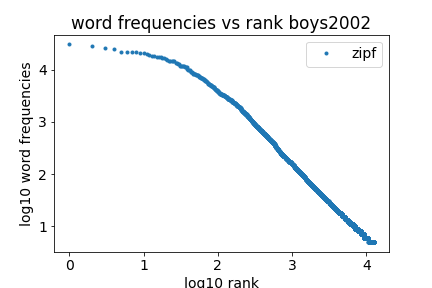 word frequencies vs rank boys2002
zipf
log10 word frequencies
4
3
2
1
0 1 2 3 4
log10 rank